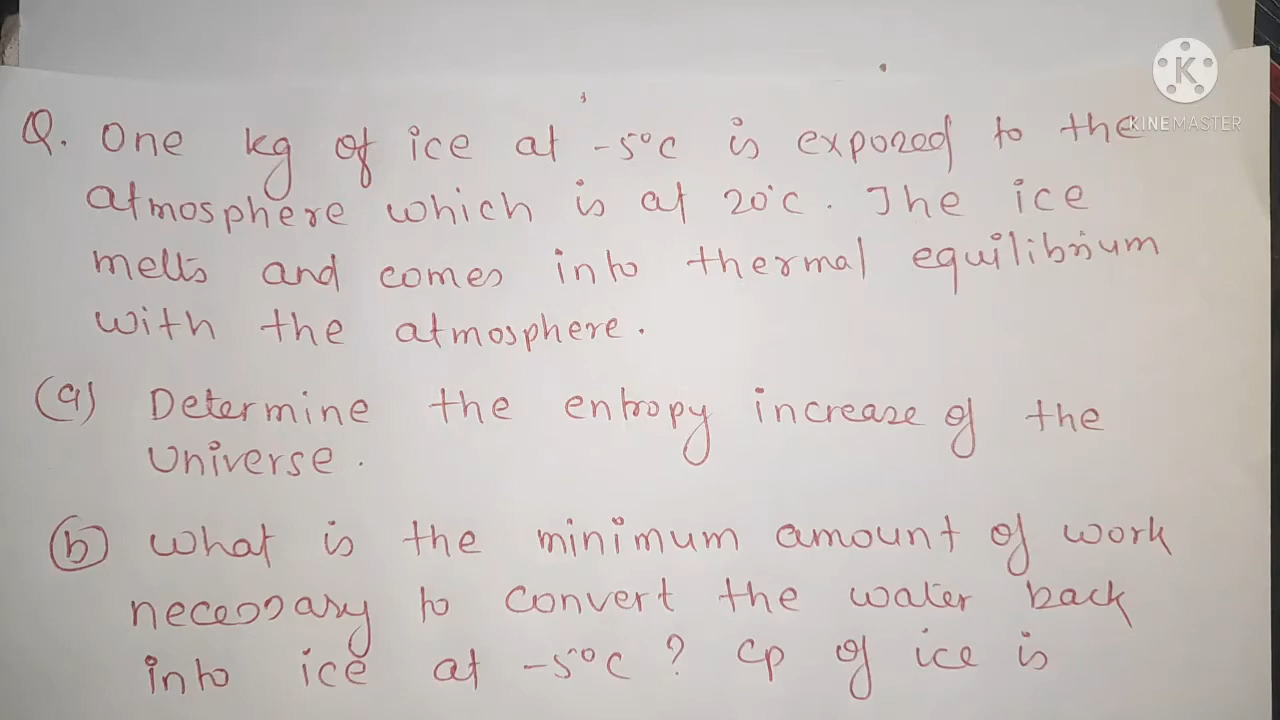 Q. One kg of ice at -5°C is exposed to the
atmosphere which is at 20°C. The ice
melts and comes into thermal equilibrium
with the atmosphere.
(a) Determine the entropy increase of the
Universe.
(b) What is the minimum amount of work
necessary to convert the water back
into ice at -5°C ? Cp of ice is
K
KINEMASTER